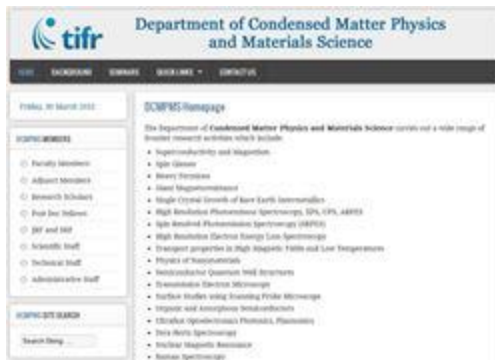 tifr
Department of Condensed Matter Physics
and Materials Science
HOME BACKGROUND SEMINARS QUICK LINKS CONTACT US
Friday, 30 March
DCMPMS Homepage
The Department of Condensed Matter Physics and Materials Science carries out a wide range of
frontier research activities which include:
DCMPMS MEMBERS
Faculty Members
Adjunct Members
Research Scholars
Post Doc Fellows
JRF and SRF
Scientific Staff
Technical Staff
Administrative Staff
DCMPMS SITE SEARCH
Search thing ...
Superconductivity and Magnetism
Spin Glasses
Heavy Fermions
Giant Magnetoresistance
Single Crystal Growth of Rare Earth Intermetallics
High Resolution Photoemission Spectroscopy, XPS, UPS, ARPES
Spin Resolved Photoemission Spectroscopy (SRPES)
High Resolution Electron Energy Loss Spectroscopy
Transport properties in High Magnetic Fields and Low Temperatures
Physics of Nanomaterials
Semiconductor Quantum Well Structures
Transmission Electron Microscope
Surface Studies using Scanning Probe Microscope
Organic and Amorphous Semiconductors
Ultrafast Optoelectronics Photonics, Plasmonics
Tera Hertz Spectroscopy
Nuclear Magnetic Resonance
Raman Spectroscopy